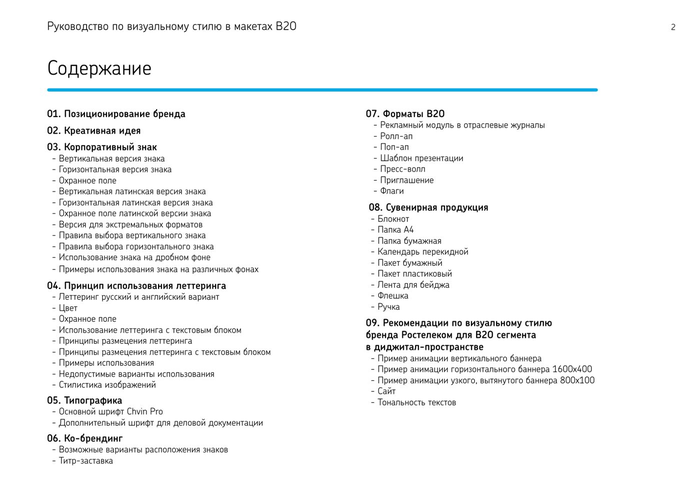 Руководство по визуальному стилю в макетах B2O
2
Содержание
01. Позиционирование бренда
02. Креативная идея
03. Корпоративный знак
- Вертикальная версия знака
- Горизонтальная версия знака
- Охранное поле
- Вертикальная латинская версия знака
- Горизонтальная латинская версия знака
- Охранное поле латинской версии знака
- Версия для экстремальных форматов
- Правила выбора вертикального знака
- Правила выбора горизонтального знака
- Использование знака на дробном фоне
- Примеры использования знака на различных фонах
04. Принцип использования леттеринга
- Леттеринг русский и английский вариант
- Цвет
- Охранное поле
- Использование леттеринга с текстовым блоком
- Принципы размещения леттеринга
- Принципы размещения леттеринга с текстовым блоком
- Примеры использования
- Недопустимые варианты использования
- Стилистика изображений
05. Типографика
- Основной шрифт Chvin Pro
- Дополнительный шрифт для деловой документации
06. Ко-брендинг
- Возможные варианты расположения знаков
- Титр-заставка
07. Форматы B2O
- Рекламный модуль в отраслевые журналы
- Ролл-ап
- Поп-ап
- Шаблон презентации
- Пресс-волл
- Приглашение
- Флаги
08. Сувенирная продукция
- Блокнот
- Папка А4
- Папка бумажная
- Календарь перекидной
- Пакет бумажный
- Пакет пластиковый
- Лента для бейджа
- Флешка
- Ручка
09. Рекомендации по визуальному стилю
бренда Ростелеком для B2O сегмента
в диджитал-пространстве
- Пример анимации вертикального баннера
- Пример анимации горизонтального баннера 1600x400
- Пример анимации узкого, вытянутого баннера 800x100
- Сайт
- Тональность текстов